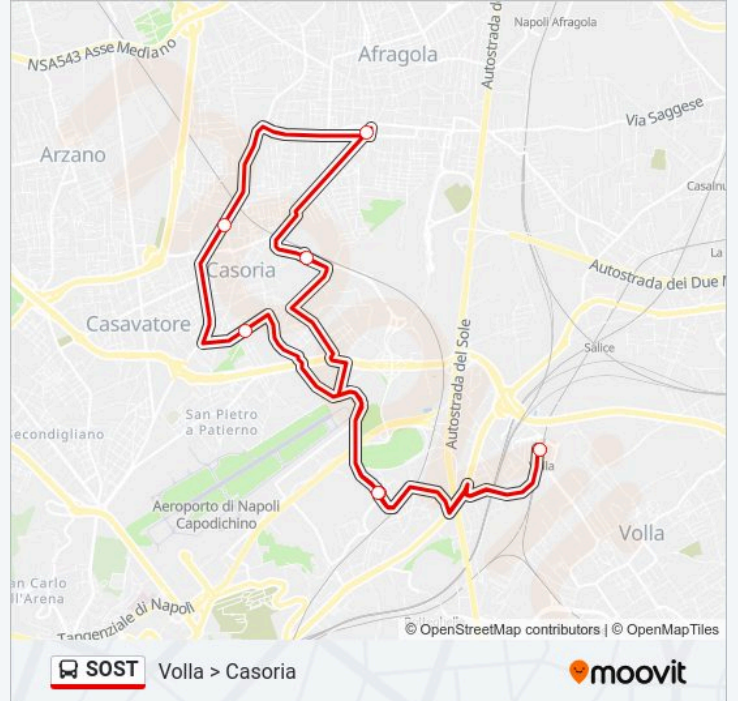 Napoli Afragola
Autostrada d
NSA543 Asse Mediano
Afragola
Via Saggese
Arzano
Casalnu
La
Casoria
Autostrada dei Due M
Casavatore
Autostrada del Sole
Salice
San Pietro
a Patierno
econdigliano
lla
Aeroporto di Napoli
Capodichino
Volla
an Carlo
ll'Arena
Tangenziale di Napoli
© OpenStreetMap contributors | © OpenMapTiles
SOST Volla > Casoria
moovit